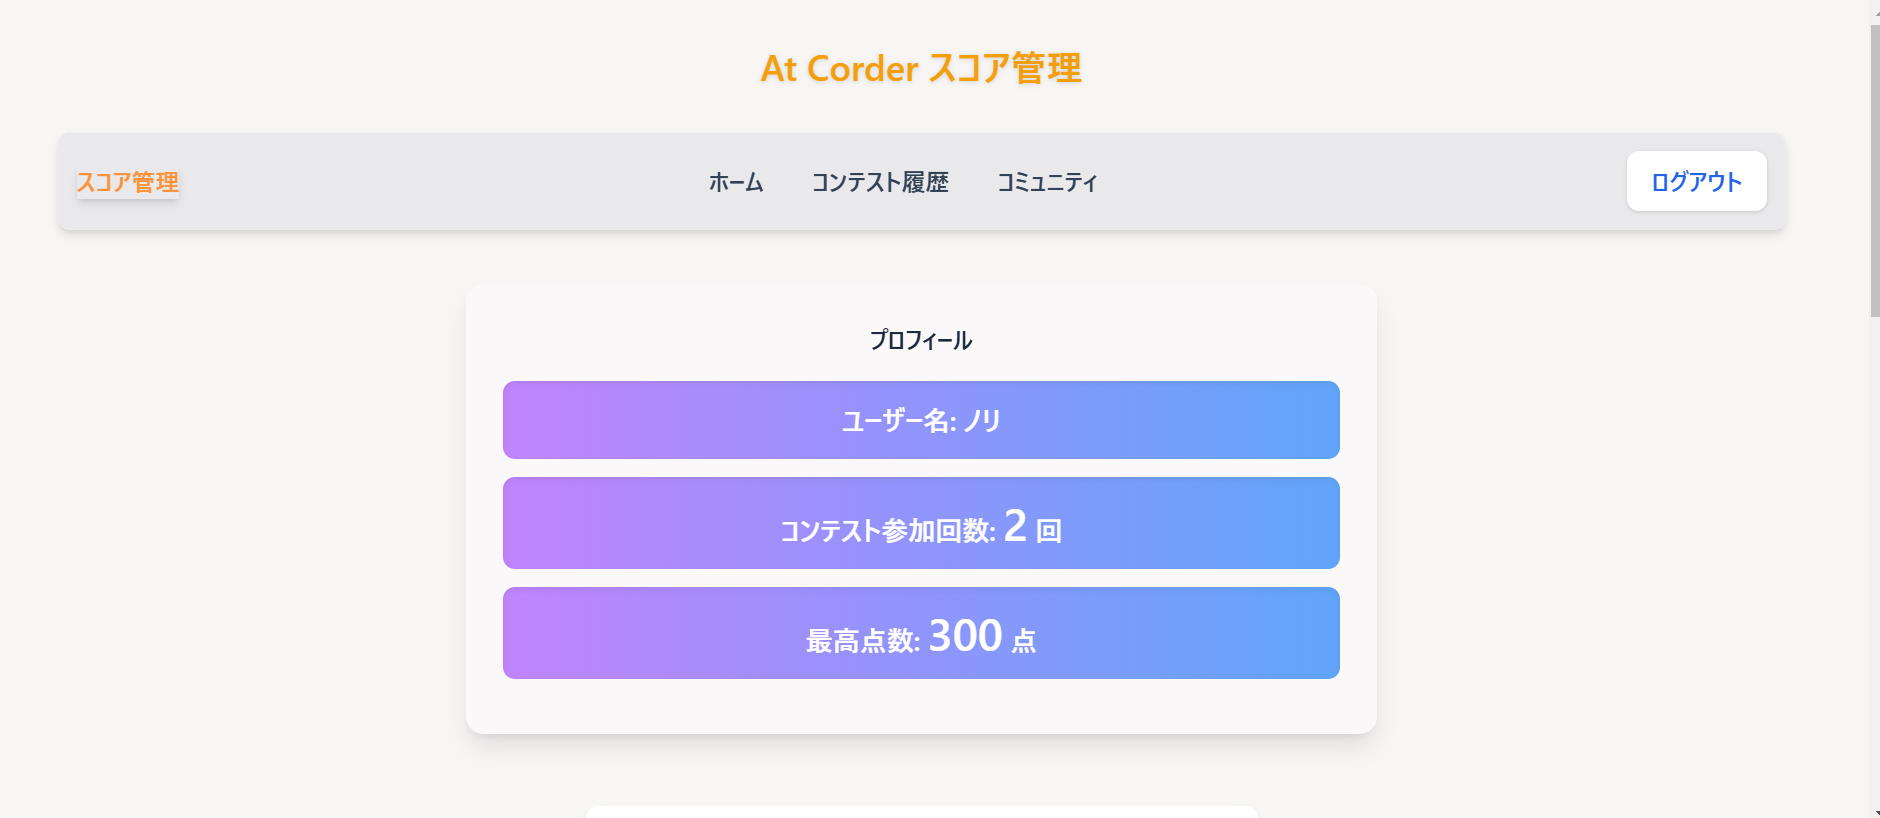 At Corder スコア管理
スコア管理
ホーム
コンテスト履歴
コミュニティ
ログアウト
プロフィール
ユーザー名: ノリ
コンテスト参加回数: 2 回
最高点数: 300 点